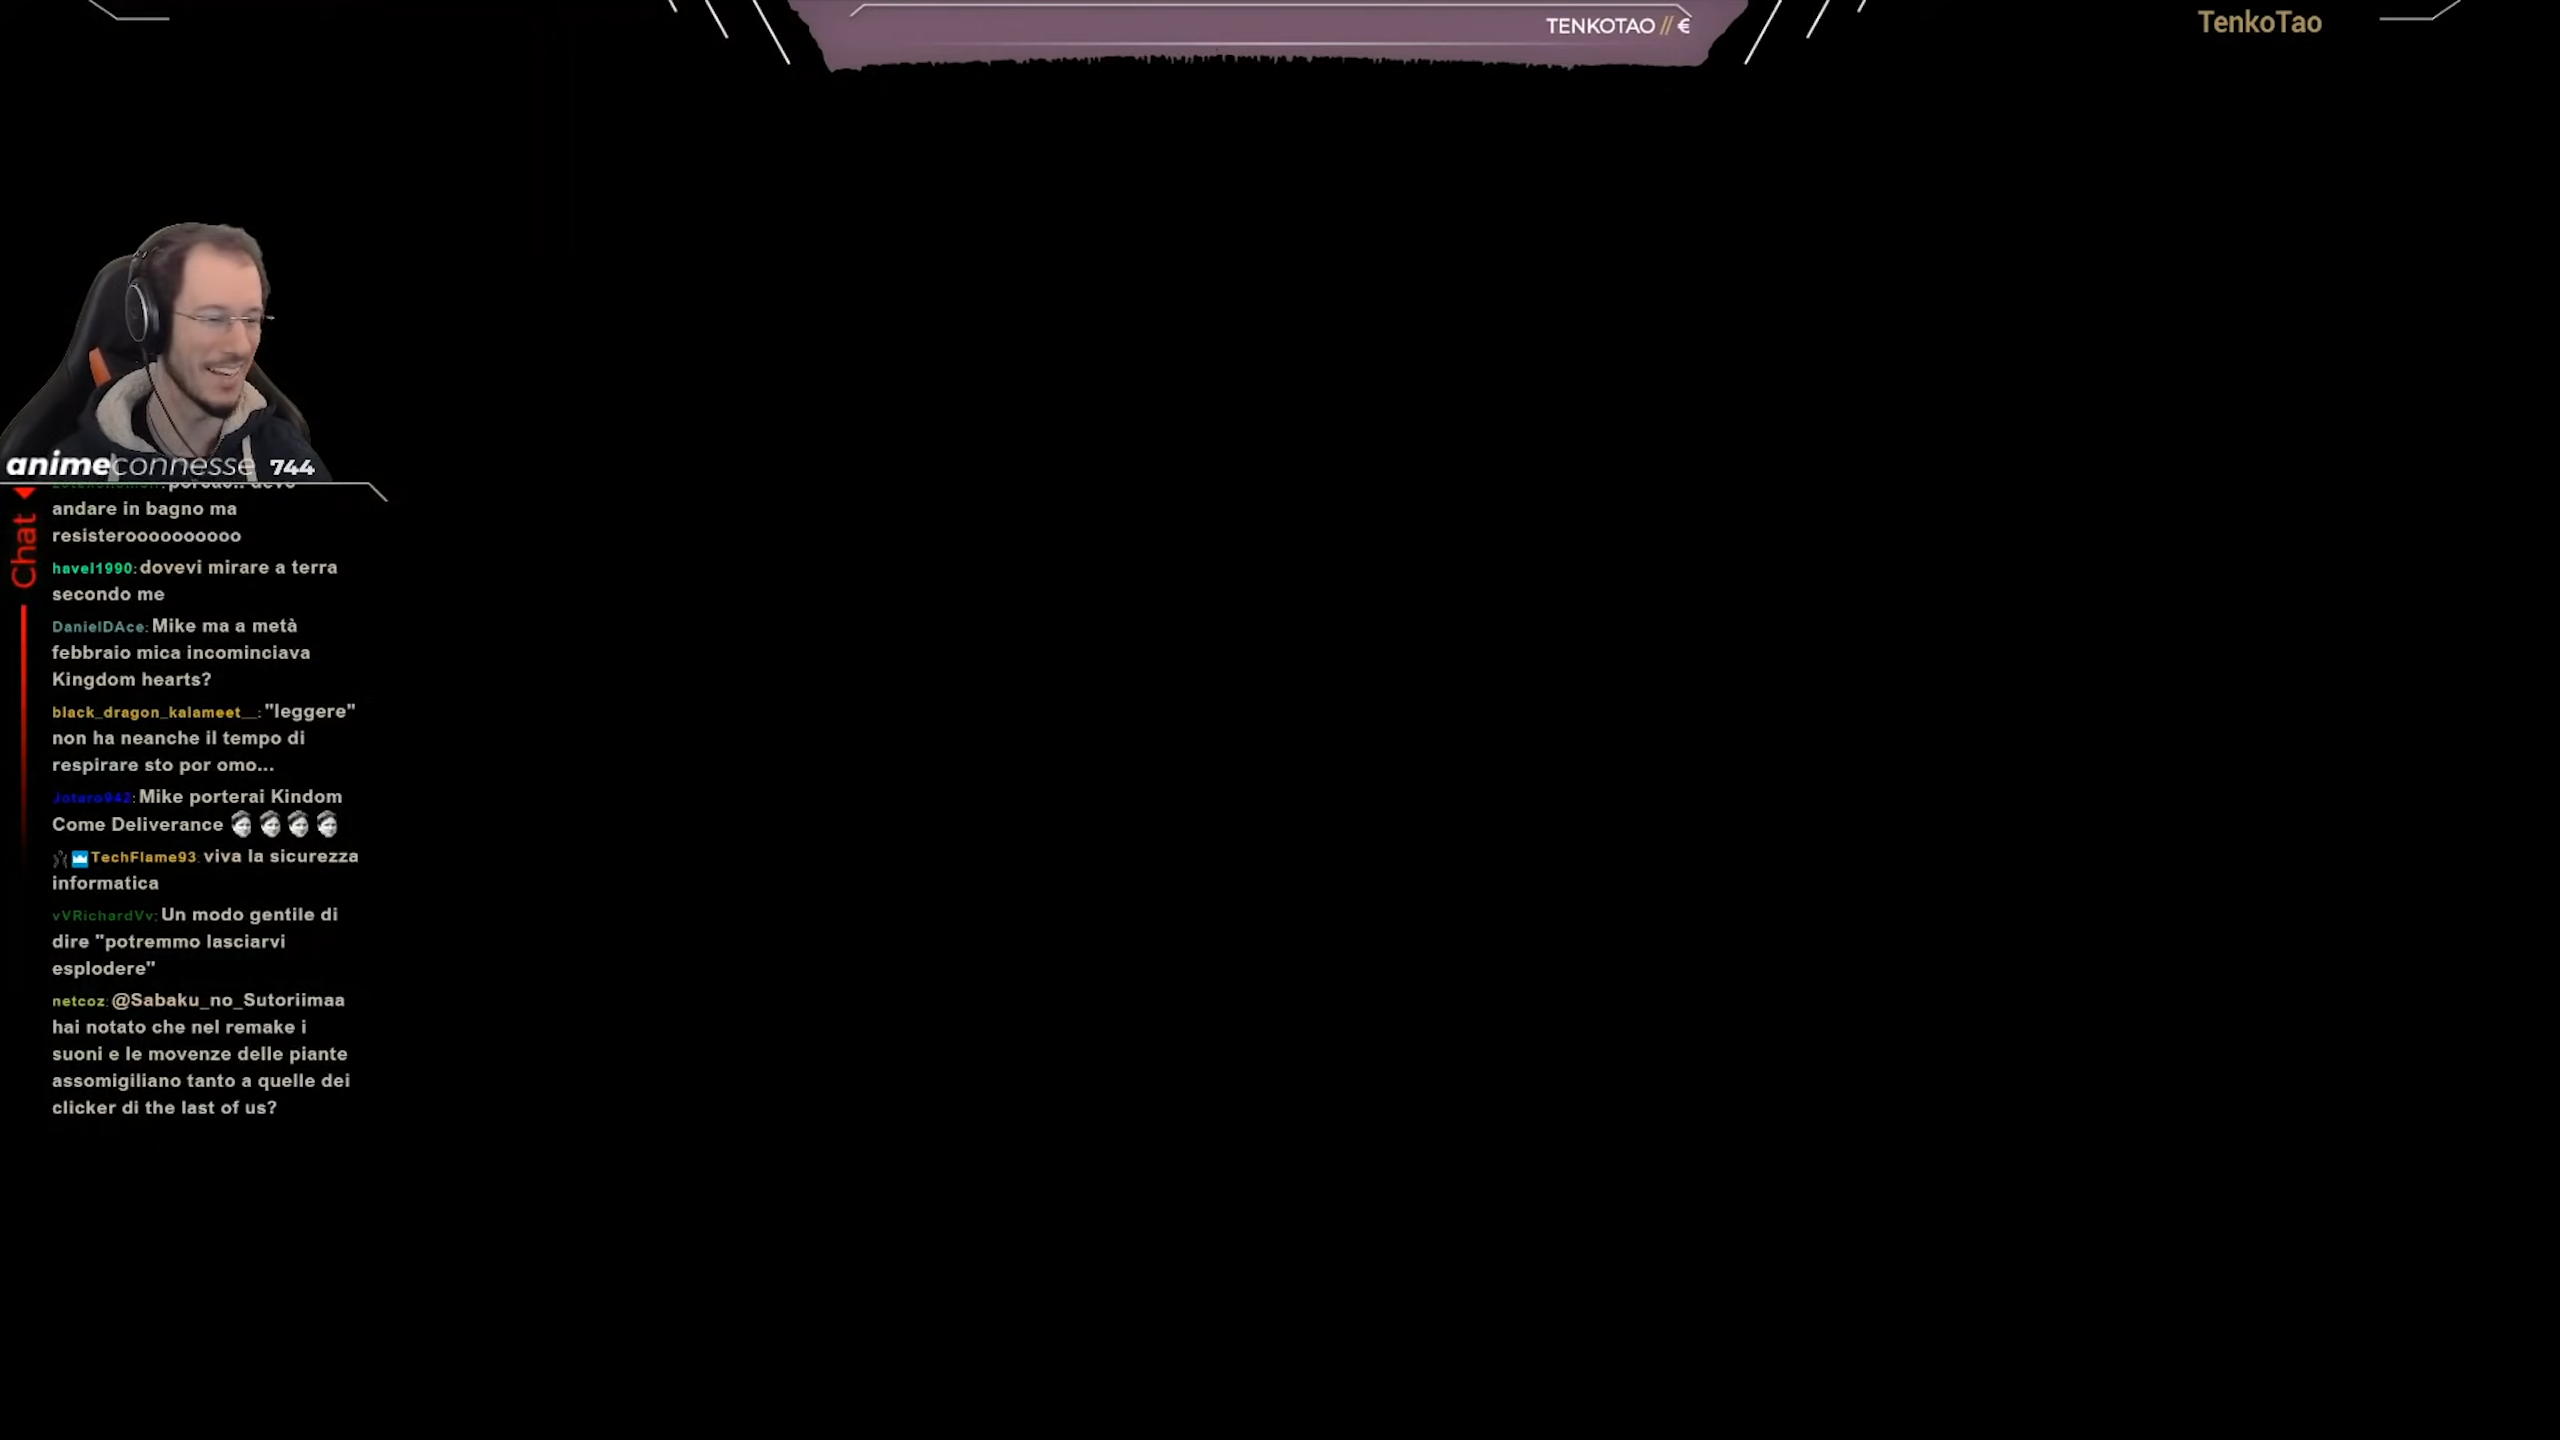 TENKOTAO // €
TenkoTao
animeconnesse 744
Chat
andare in bagno ma
resisteroooooooooo
havel1990: dovevi mirare a terra
secondo me
DanielDAce: Mike ma a metà
febbraio mica incominciava
Kingdom hearts?
black_dragon_kalameet__: "leggere"
non ha neanche il tempo di
respirare sto por omo...
Jotaro942: Mike porterai Kindom
Come Deliverance
TechFlame93: viva la sicurezza
informatica
vVRichardVv: Un modo gentile di
dire "potremmo lasciarvi
esplodere"
netcoz: @Sabaku_no_Sutoriimaa
hai notato che nel remake i
suoni e le movenze delle piante
assomigiliano tanto a quelle dei
clicker di the last of us?